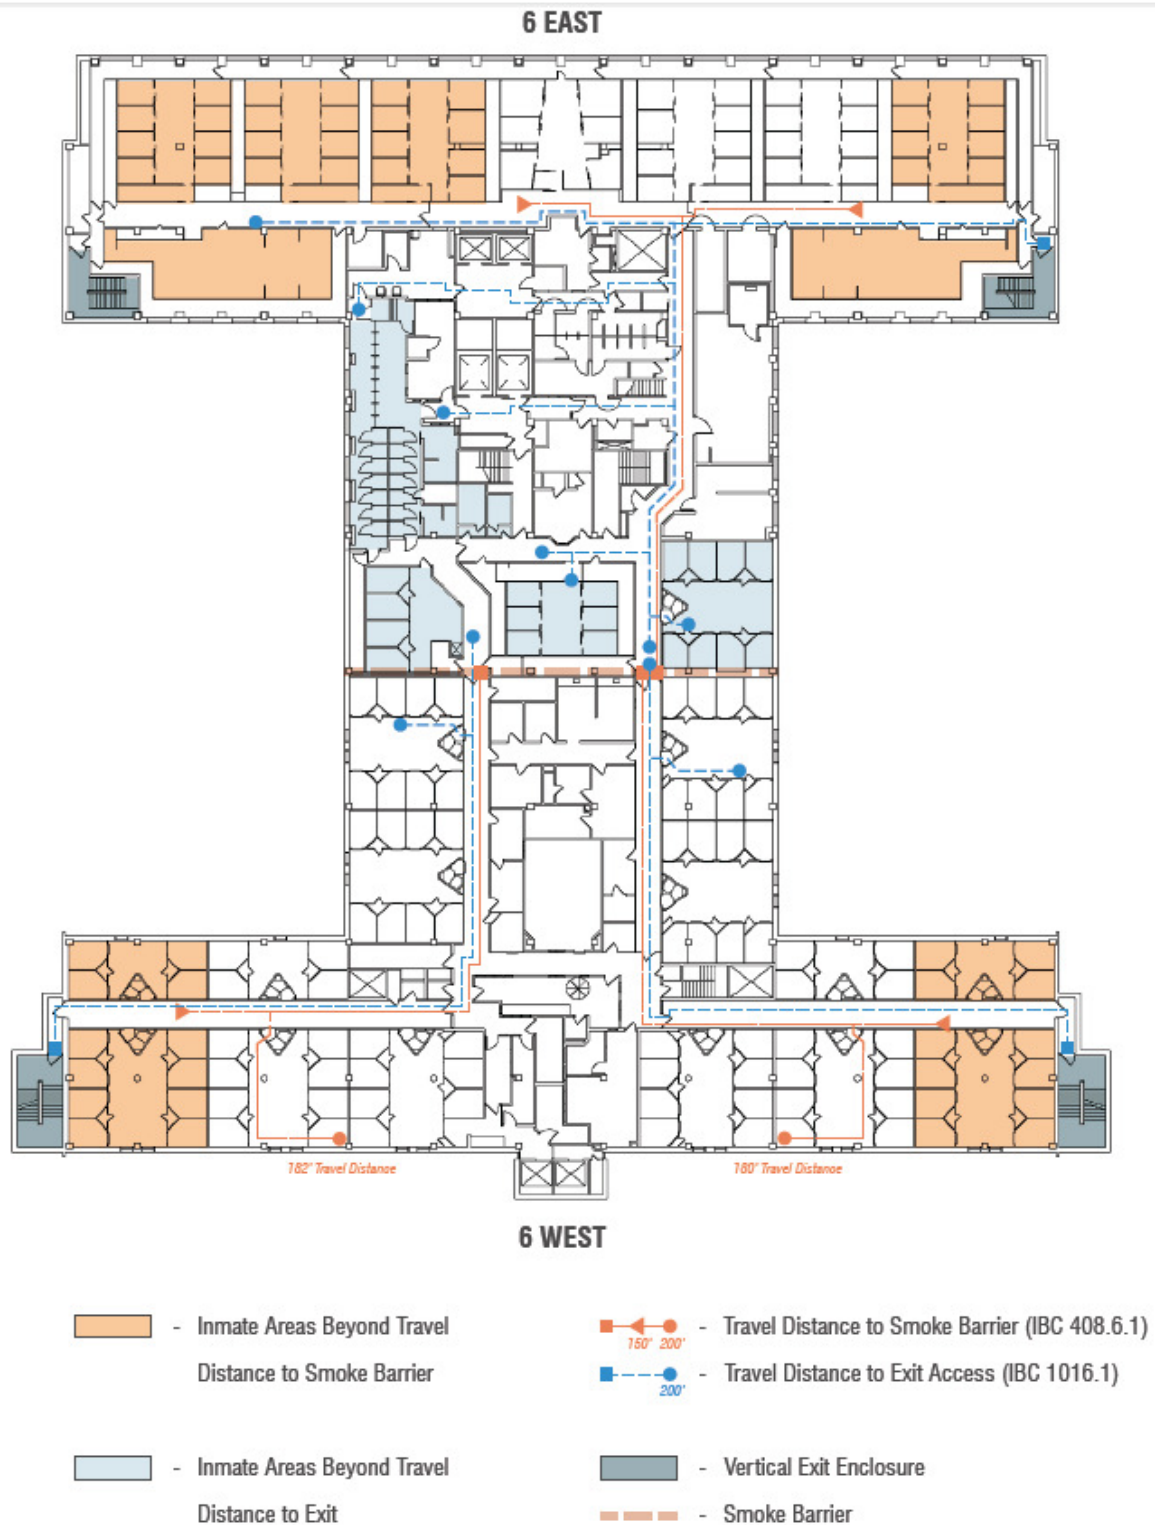 6 EAST
182' Travel Distance
180' Travel Distance
6 WEST
- Inmate Areas Beyond Travel
Distance to Smoke Barrier
150' 200'
- Travel Distance to Smoke Barrier (IBC 408.6.1)
200'
- Travel Distance to Exit Access (IBC 1016.1)
- Inmate Areas Beyond Travel
Distance to Exit
- Vertical Exit Enclosure
- Smoke Barrier